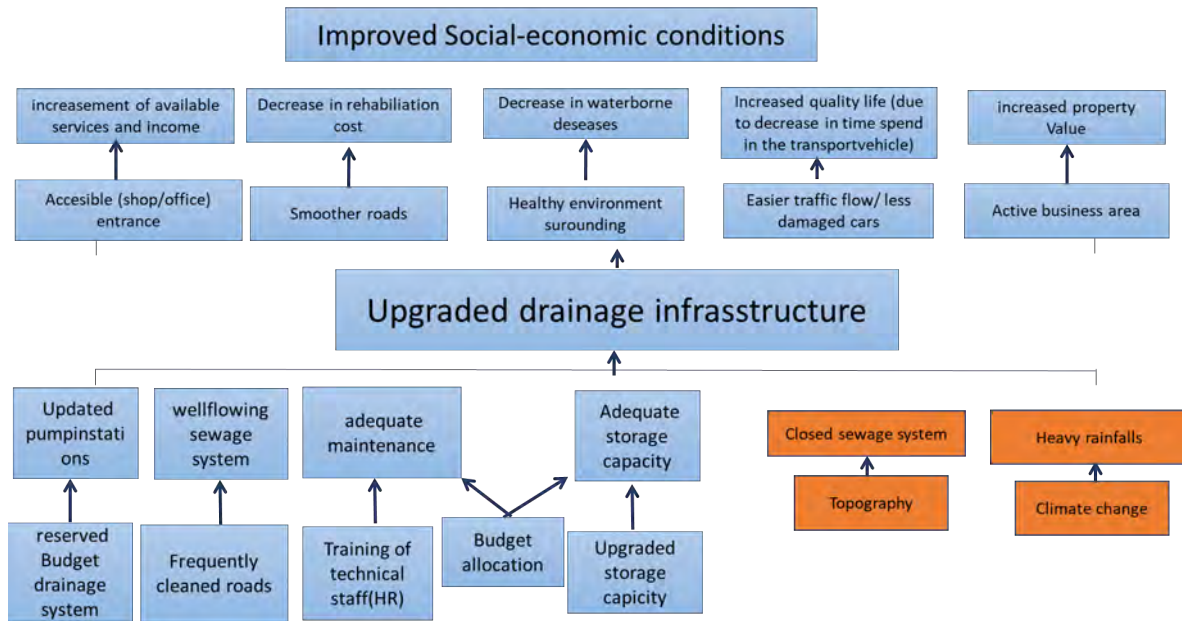 Improved Social-economic conditions
increasement of available
services and income
Decrease in rehabiliation
cost
Decrease in waterborne
deseases
Increased quality life (due
to decrease in time spend
in the transportvehicle)
increased property
Value
Accesible (shop/office)
entrance
Smoother roads
Healthy environment
surounding
Easier traffic flow/ less
damaged cars
Active business area
Upgraded drainage infrasstructure
Updated
pumpinstati
ons
wellflowing
sewage
system
adequate
maintenance
Adequate
storage
capacity
Closed sewage system
Heavy rainfalls
reserved
Budget
drainage
system
Frequently
cleaned roads
Training of
technical
staff(HR)
Budget
allocation
Upgraded
storage
capicity
Topography
Climate change